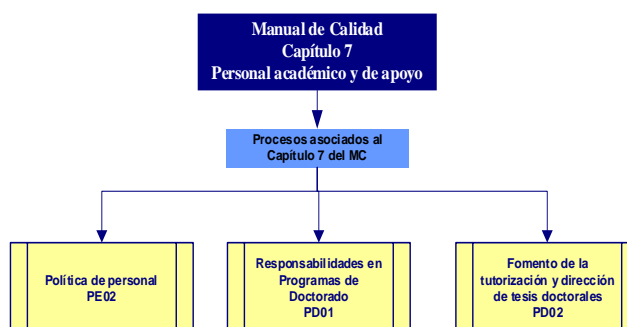 Manual de Calidad
Capítulo 7
Personal académico y de apoyo
Procesos asociados al
Capítulo 7 del MC
Política de personal
PE02
Responsabilidades en
Programas de
Doctorado
PD01
Fomento de la
tutorización y dirección
de tesis doctorales
PD02